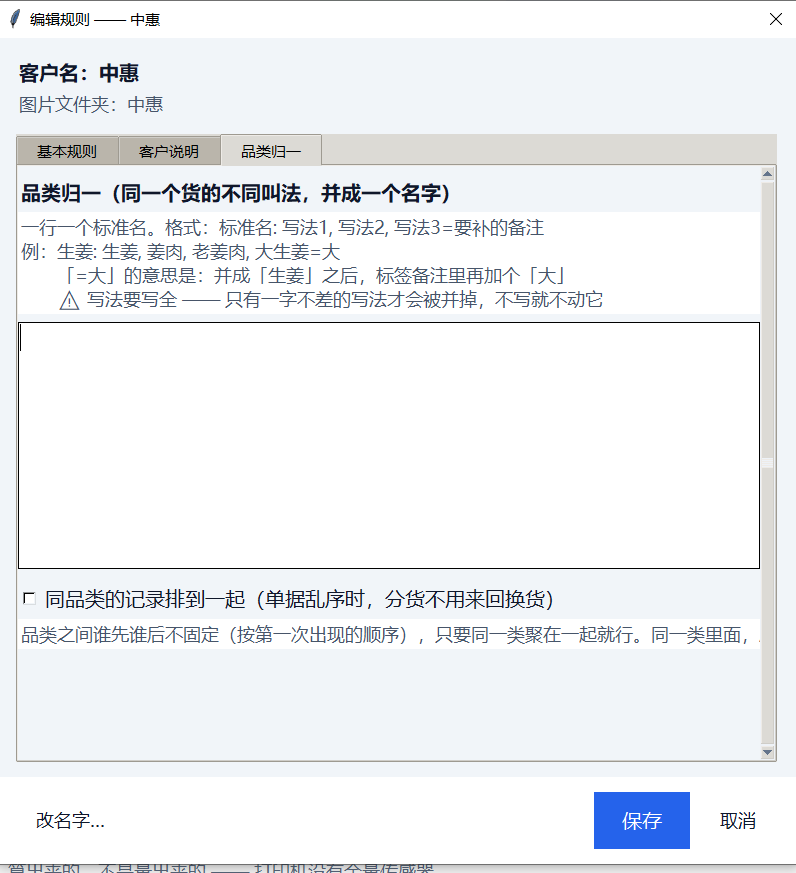 编辑规则 —— 中惠
客户名：中惠
图片文件夹：中惠
基本规则 客户说明 品类归一
品类归一（同一个货的不同叫法，并成一个名字）
一行一个标准名。格式：标准名: 写法1, 写法2, 写法3=要补的备注
例：生姜: 生姜, 姜肉, 老姜肉, 大生姜=大
「=大」的意思是：并成「生姜」之后，标签备注里再加个「大」
⚠ 写法要写全 —— 只有一字不差的写法才会被并掉，不写就不动它
同品类的记录排到一起（单据乱序时，分货不用来回换货）
品类之间谁先谁后不固定（按第一次出现的顺序），只要同一类聚在一起就行。同一类里面，
改名字... 保存 取消